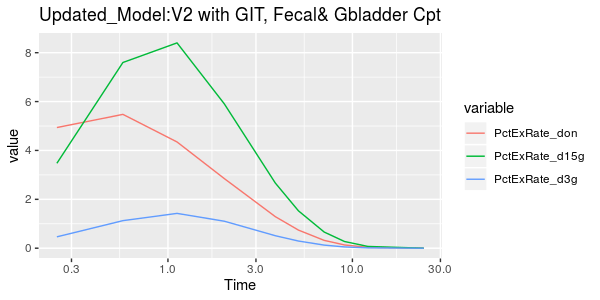 Updated_Model:V2 with GIT, Fecal& Gbladder Cpt
8
6
4
2
0
value
0.3 1.0 3.0 10.0 30.0
Time
variable
PctExRate_don
PctExRate_d15g
PctExRate_d3g